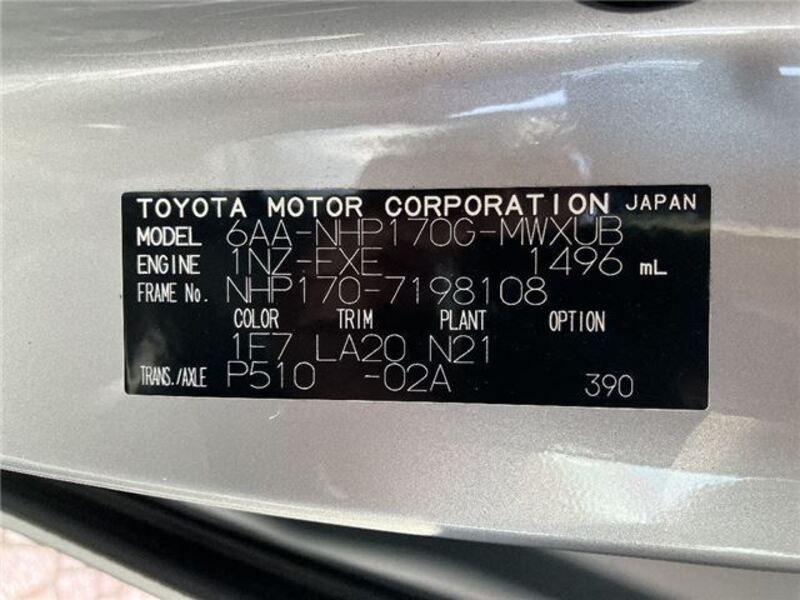 TOYOTA MOTOR CORPORATION JAPAN
MODEL 6AA-NHP170G-MWXUB
ENGINE 1NZ-FXE 1496 mL
FRAME No. NHP170-7198108
COLOR TRIM PLANT OPTION
1F7 LA20 N21
TRANS./AXLE P510 -02A 390